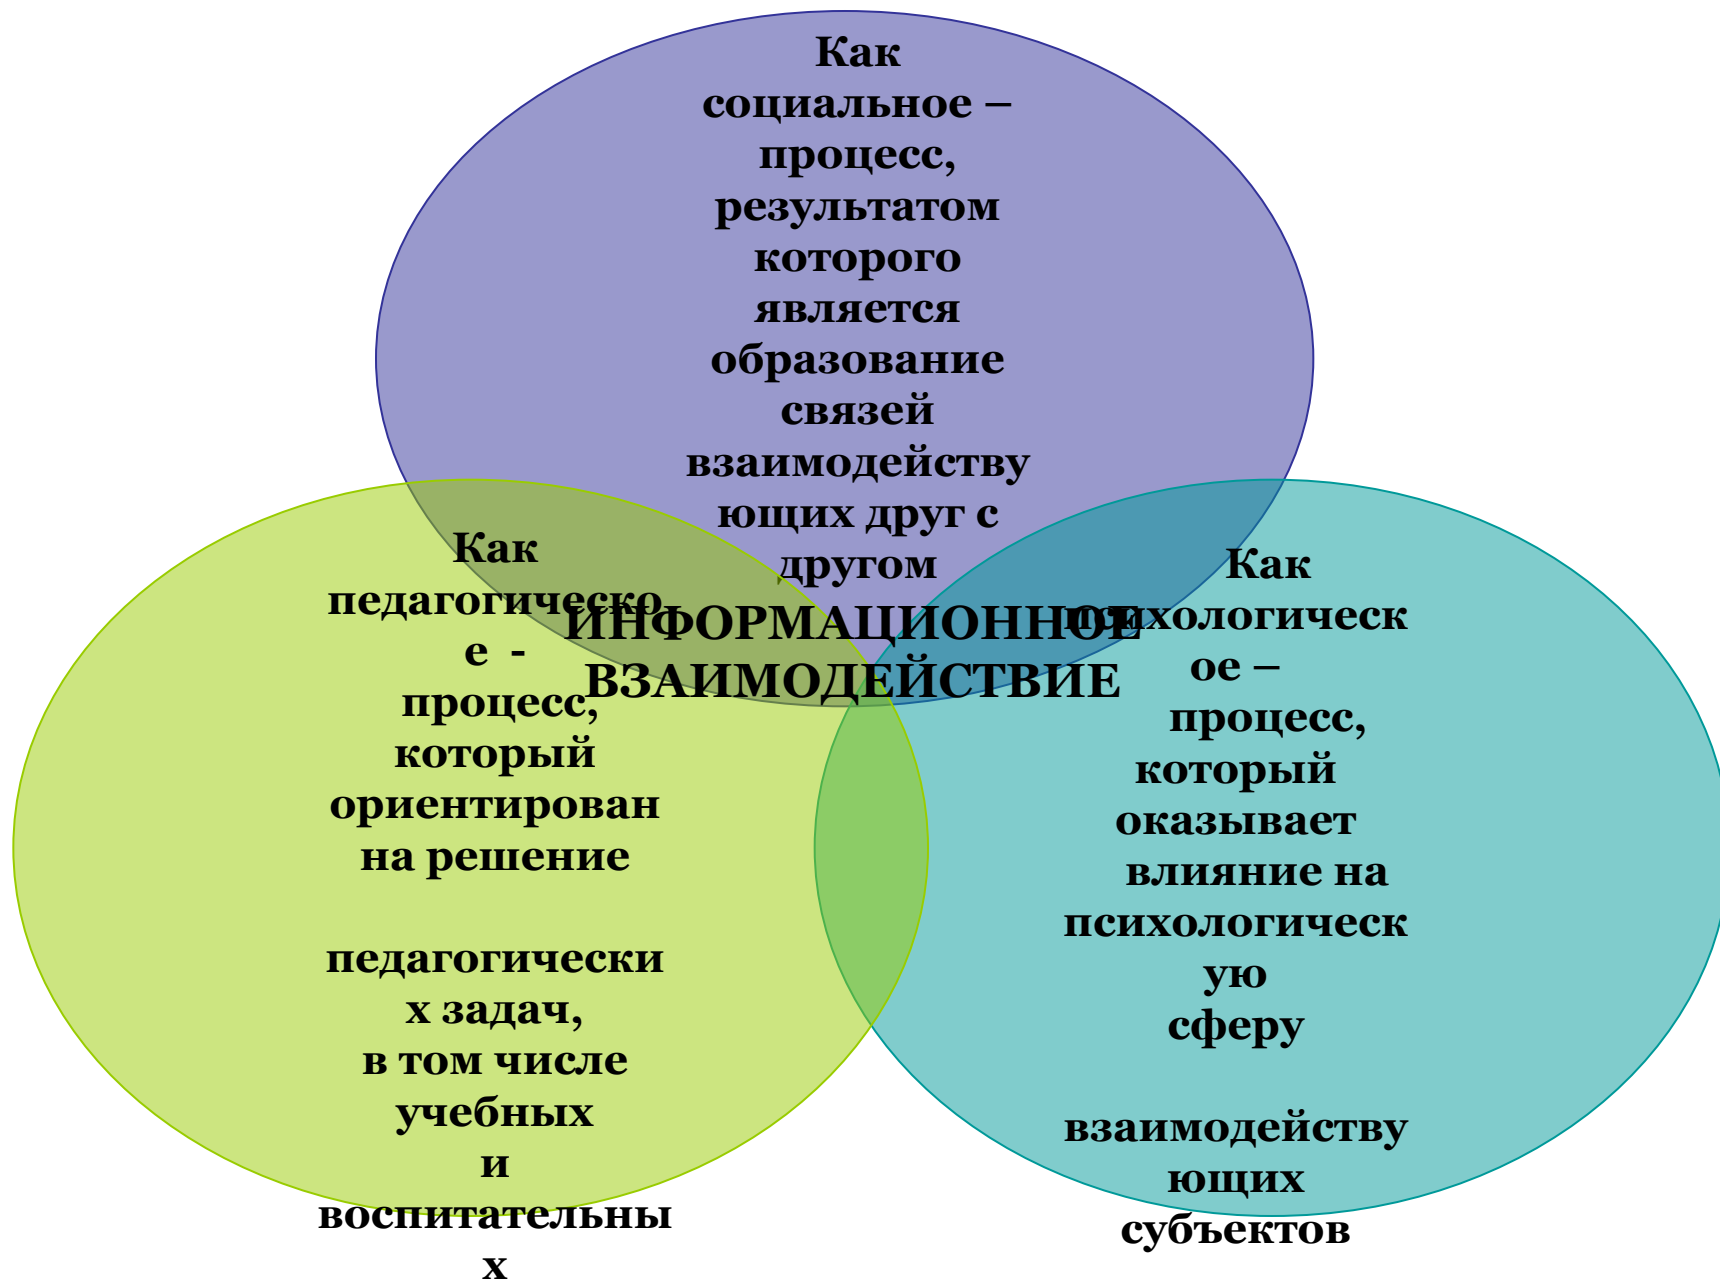 Как
социальное –
процесс,
результатом
которого
является
образование
связей
взаимодейству
ющих друг с
другом
ИНФОРМАЦИОННОЕ
ВЗАИМОДЕЙСТВИЕ
Как
педагогическо
е -
процесс,
который
ориентирован
на решение
педагогически
х задач,
в том числе
учебных
и
воспитательны
х
Как
психологическ
ое –
процесс,
который
оказывает
влияние на
психологическ
ую
сферу
взаимодейству
ющих
субъектов